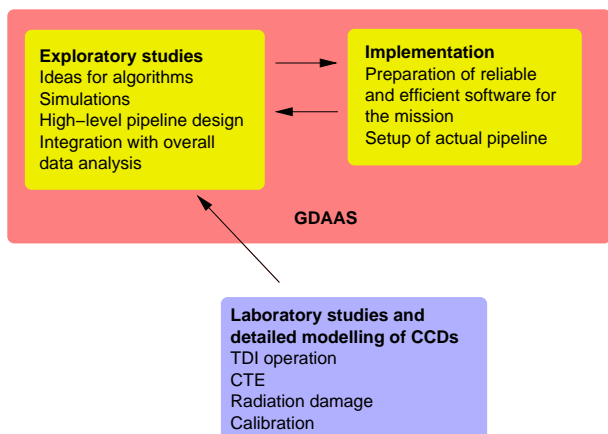 Exploratory studies
Ideas for algorithms
Simulations
High−level pipeline design
Integration with overall
data analysis
Implementation
Preparation of reliable
and efficient software for
the mission
Setup of actual pipeline
GDAAS
Laboratory studies and
detailed modelling of CCDs
TDI operation
CTE
Radiation damage
Calibration